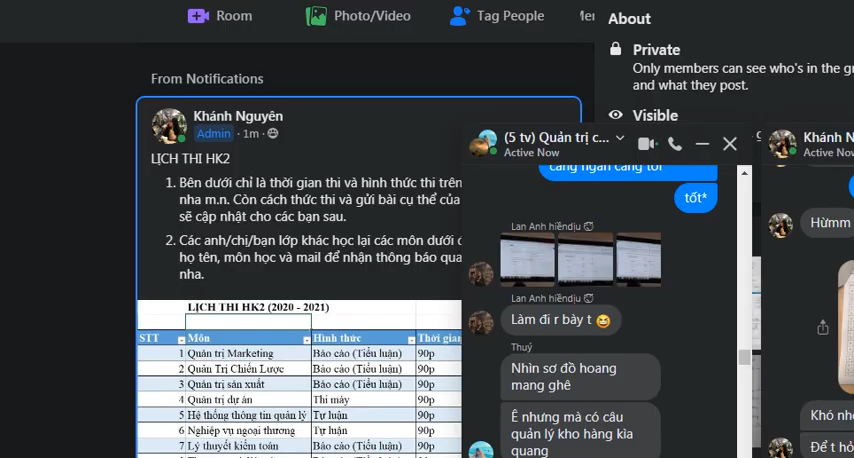 Room
Photo/Video
Tag People
About
Private
Only members can see who's in the
and what they post.
Visible
From Notifications
Khánh Nguyên
Admin · 1m ·
LỊCH THI HK2
1. Bên dưới chỉ là thời gian thi và hình thức thi trên
nha m.n. Còn cách thức thi và gửi bài cụ thể của
sẽ cập nhật cho các bạn sau.
2. Các anh/chị/bạn lớp khác học lại các môn dưới
họ tên, môn học và mail để nhận thông báo
nha.
LỊCH THI HK2 (2020 - 2021)
STT Môn Hình thức Thời gian
1 Quản trị Marketing Báo cáo (Tiểu luận) 90p
2 Quản Trị Chiến Lược Báo cáo (Tiểu luận) 90p
3 Quản trị sản xuất Báo cáo (Tiểu luận) 90p
4 Quản trị dự án Thi máy 90p
5 Hệ thống thông tin quản lý Tự luận 90p
6 Nghiệp vụ ngoại thương Tự luận 90p
7 Lý thuyết kiểm toán Báo cáo (Tiểu luận) 90p
(5 tv) Quản trị c...
Active Now
càng ngắn càng tốt
tốt*
Lan Anh hiềndịu
Lan Anh hiềndịu
Làm đi r bày t
Thuý
Nhìn sơ đồ hoang
mang ghê
Ê nhưng mà có câu
quản lý kho hàng kìa
quang
Khánh N
Active Now
Hừmm
Khó nh
Để t hỏ